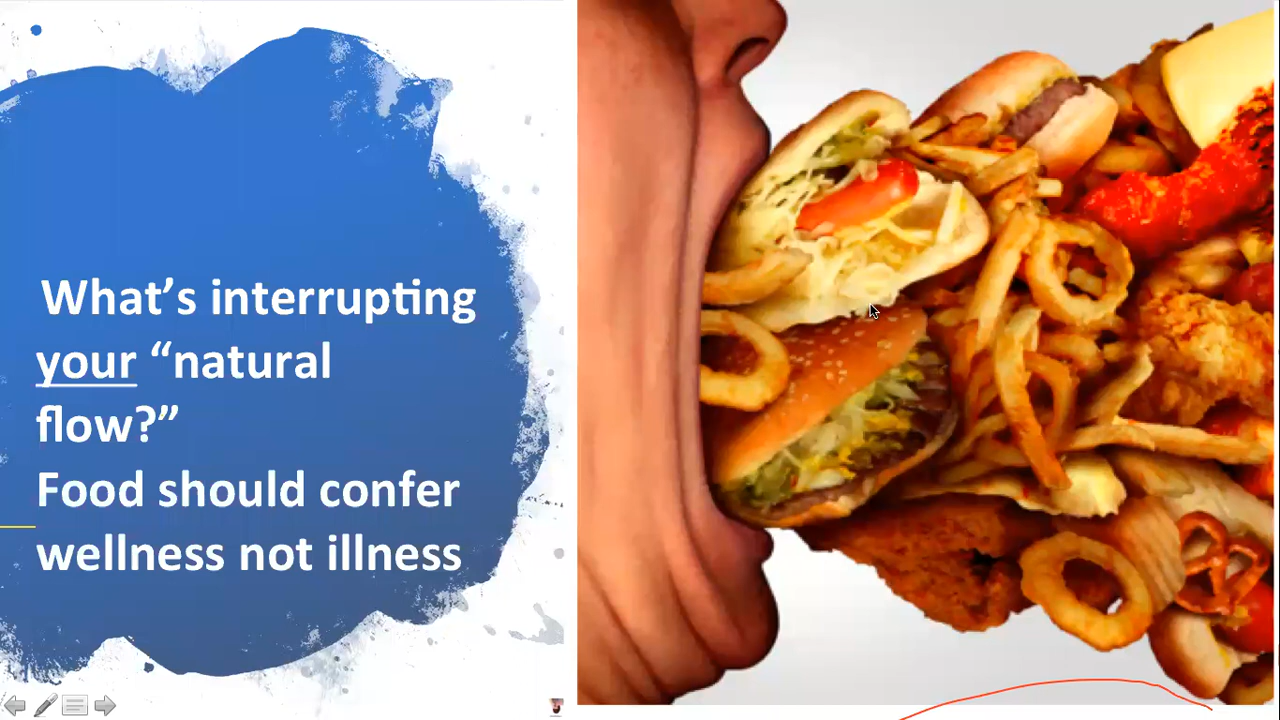 What’s interrupting
your “natural
flow?”
Food should confer
wellness not illness